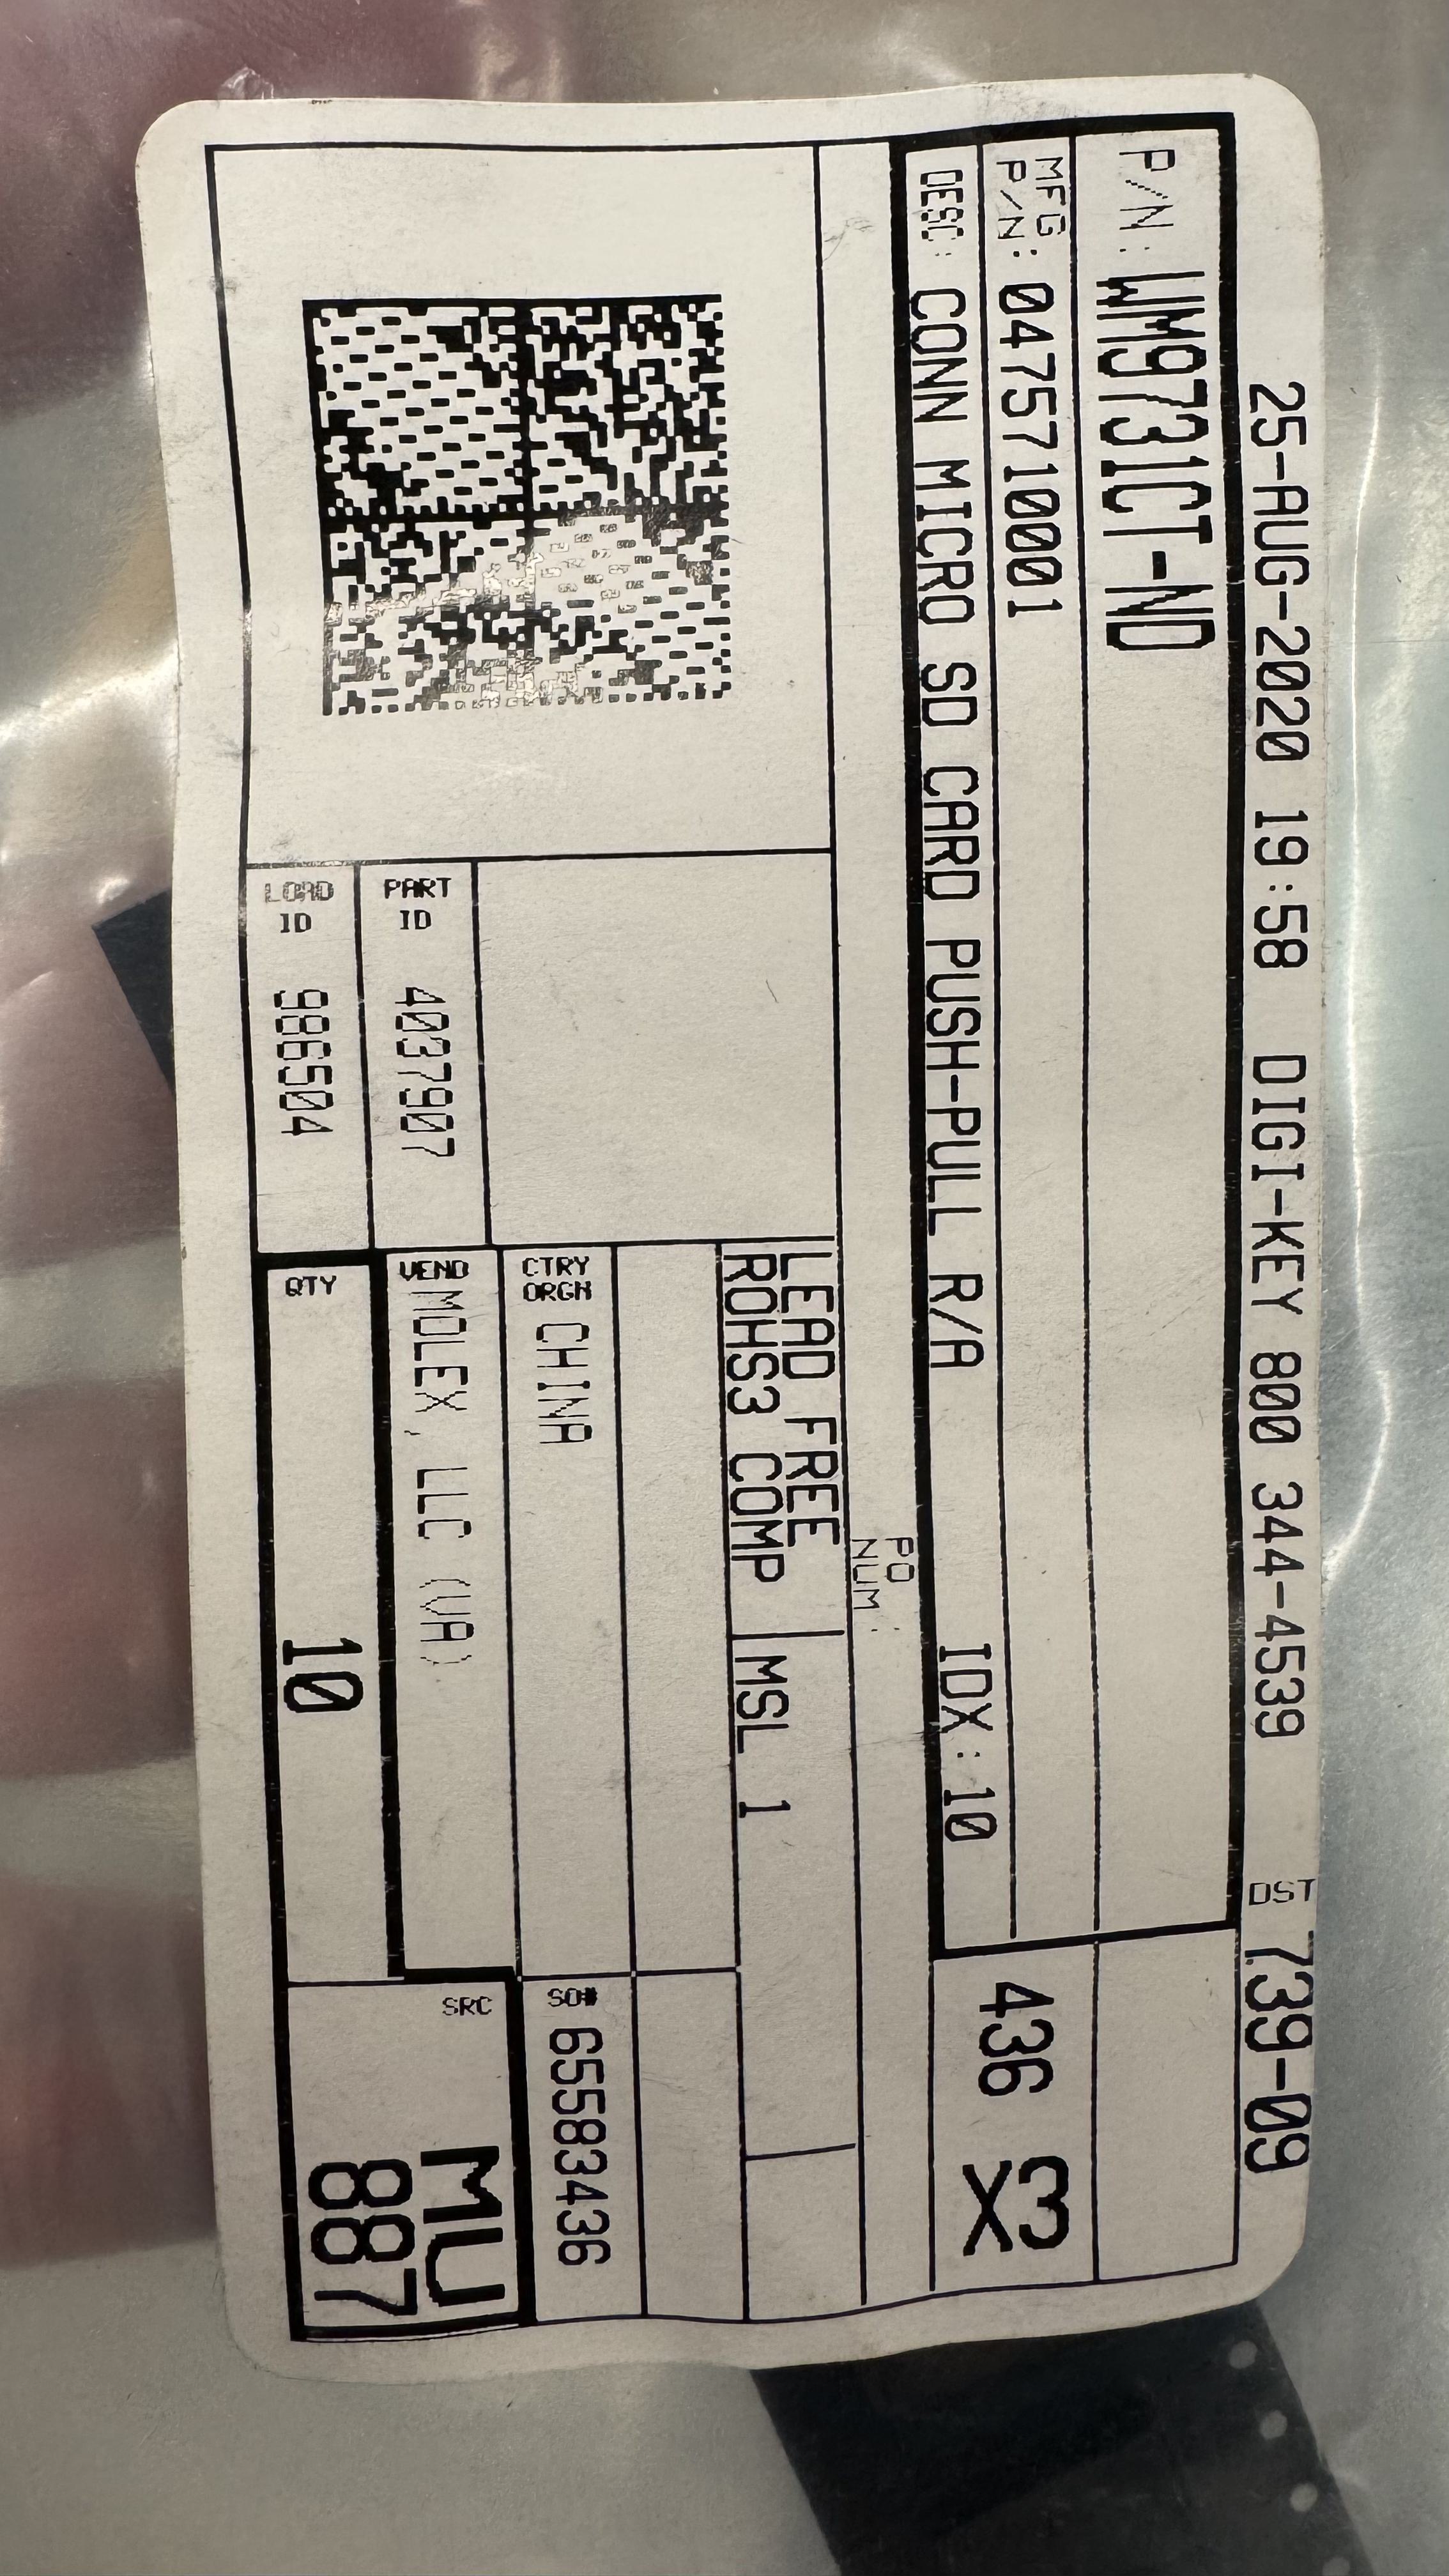 25-AUG-2020 19:58 DIGI-KEY 800 344-4539 DST 739-09
P/N: WM9731CT-ND
MFG
P/N: 0475710001
436 X3
DESC: CONN MICRO SD CARD PUSH-PULL R/A IDX:10
PO
NUM:
LEAD FREE
ROHS3 COMP
MSL 1
CTRY
ORGN CHINA
SO# 65583436
PART
ID 4037907
VEND MOLEX, LLC (VA)
SRC MU
887
LOAD
ID 986504
QTY 10